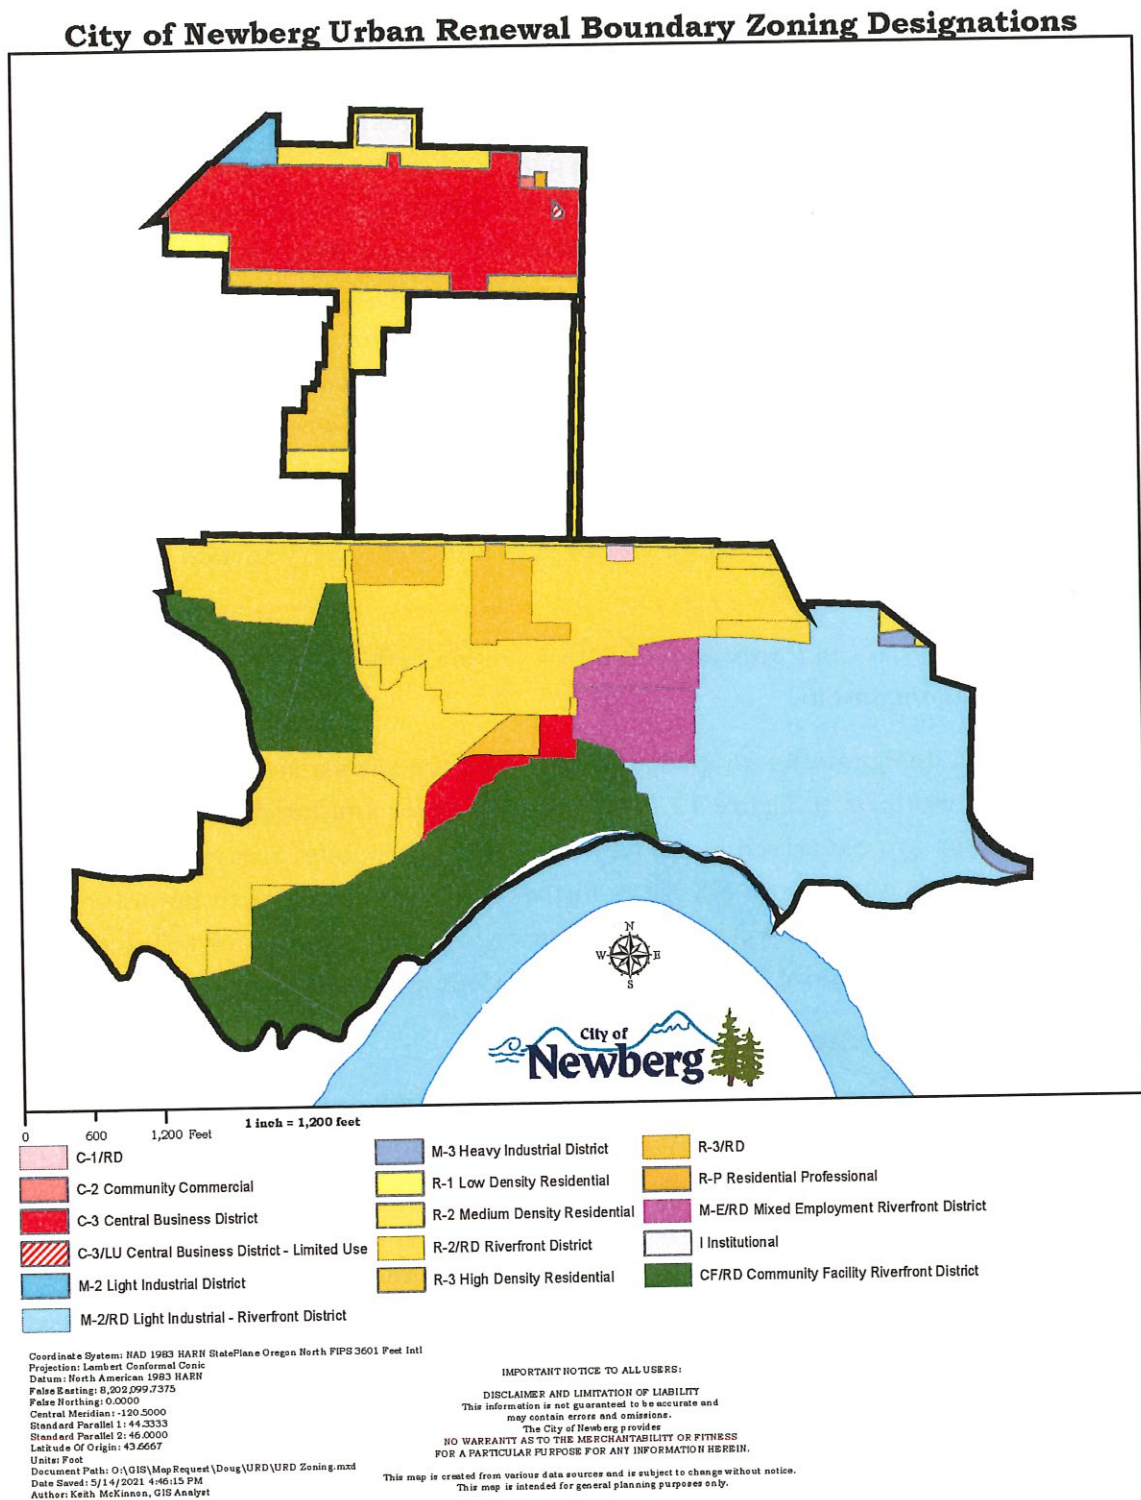 City of Newberg Urban Renewal Boundary Zoning Designations
N
W E
S
City of
Newberg
0 600 1,200 Feet 1 inch = 1,200 feet
C-1/RD
C-2 Community Commercial
C-3 Central Business District
C-3/LU Central Business District - Limited Use
M-2 Light Industrial District
M-2/RD Light Industrial - Riverfront District
M-3 Heavy Industrial District
R-1 Low Density Residential
R-2 Medium Density Residential
R-2/RD Riverfront District
R-3 High Density Residential
R-3/RD
R-P Residential Professional
M-E/RD Mixed Employment Riverfront District
I Institutional
CF/RD Community Facility Riverfront District
Coordinate System: NAD 1983 HARN StatePlane Oregon North FIPS 3601 Feet Intl
Projection: Lambert Conformal Conic
Datum: North American 1983 HARN
False Easting: 8,202,099.7375
False Northing: 0.0000
Central Meridian: -120.5000
Standard Parallel 1: 44.3333
Standard Parallel 2: 46.0000
Latitude Of Origin: 43.6667
Units: Foot
Document Path: O:\GIS\MapRequest\Doug\URD\URD Zoning.mxd
Date Saved: 5/14/2021 4:46:15 PM
Author: Keith McKinnon, GIS Analyst
IMPORTANT NOTICE TO ALL USERS:
DISCLAIMER AND LIMITATION OF LIABILITY
This information is not guaranteed to be accurate and
may contain errors and omissions.
The City of Newberg provides
NO WARRANTY AS TO THE MERCHANTABILITY OR FITNESS
FOR A PARTICULAR PURPOSE FOR ANY INFORMATION HEREIN.
This map is created from various data sources and is subject to change without notice.
This map is intended for general planning purposes only.